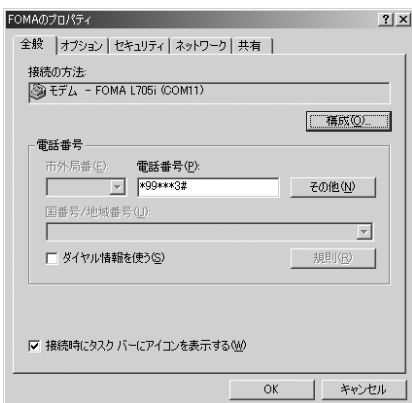 FOMAのプロパティ
全般 オプション セキュリティ ネットワーク 共有
接続の方法:
モデム - FOMA L705i (COM11)
構成(O)...
電話番号
市外局番(E): 電話番号(P):
*99***3# その他(N)
国番号/地域番号(U):
ダイヤル情報を使う(S) 規則(R)
接続時にタスク バーにアイコンを表示する(W)
OK キャンセル